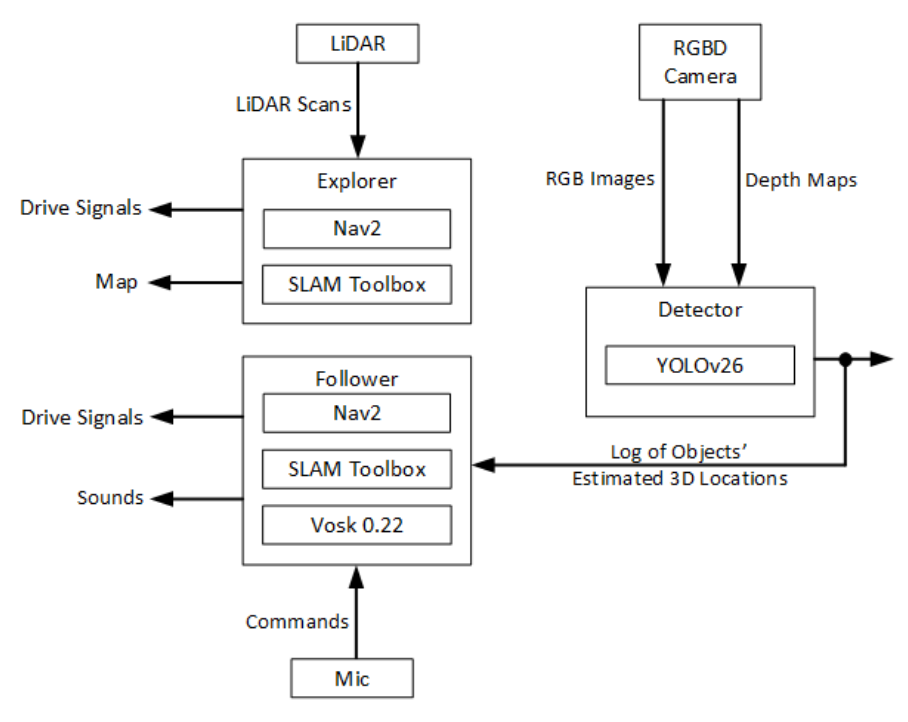 LiDAR
LiDAR Scans
Explorer
Nav2
SLAM Toolbox
Drive Signals
Map
RGBD
Camera
RGB Images
Depth Maps
Detector
YOLOv26
Follower
Nav2
SLAM Toolbox
Vosk 0.22
Drive Signals
Sounds
Log of Objects’
Estimated 3D Locations
Commands
Mic